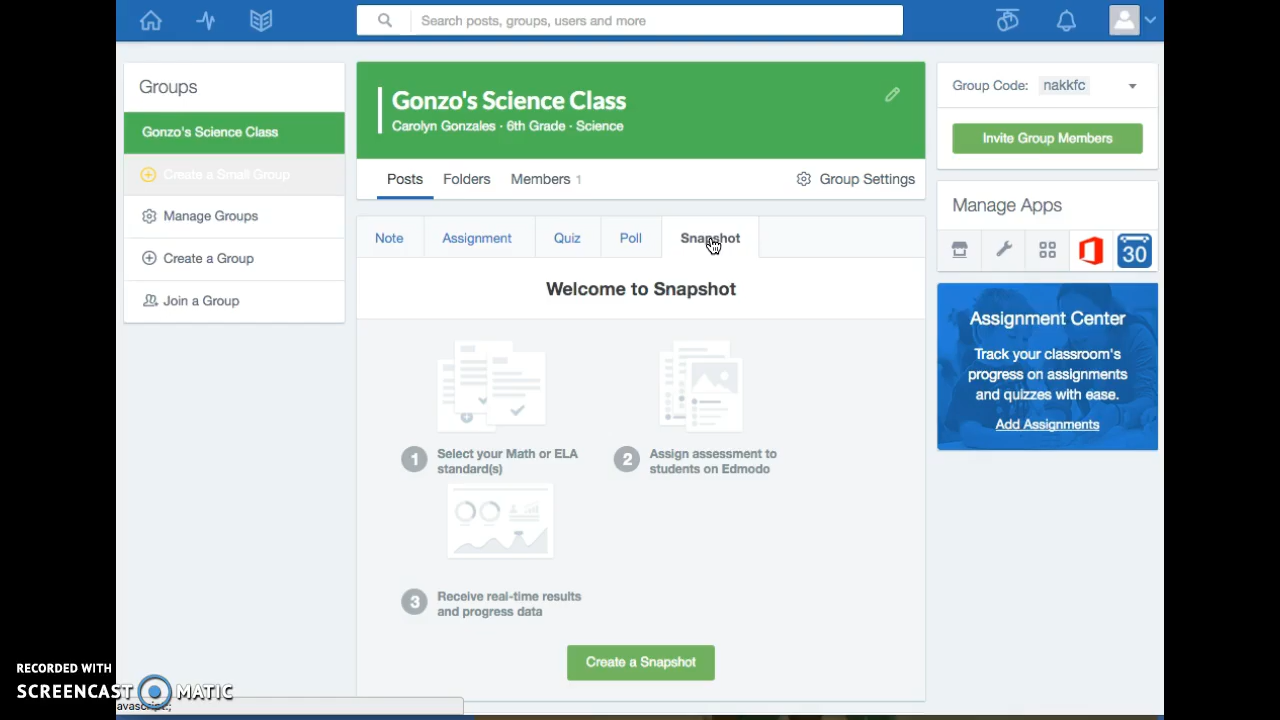 Search posts, groups, users and more
Groups
Gonzo's Science Class
Create a Small Group
Manage Groups
Create a Group
Join a Group
Gonzo's Science Class
Carolyn Gonzales · 6th Grade · Science
Posts
Folders
Members 1
Group Settings
Note
Assignment
Quiz
Poll
Snapshot
Welcome to Snapshot
1
Select your Math or ELA
standard(s)
2
Assign assessment to
students on Edmodo
3
Receive real-time results
and progress data
Create a Snapshot
Group Code: nakkfc
Invite Group Members
Manage Apps
30
Assignment Center
Track your classroom's
progress on assignments
and quizzes with ease.
Add Assignments
RECORDED WITH
SCREENCAST MATIC
avascript:;